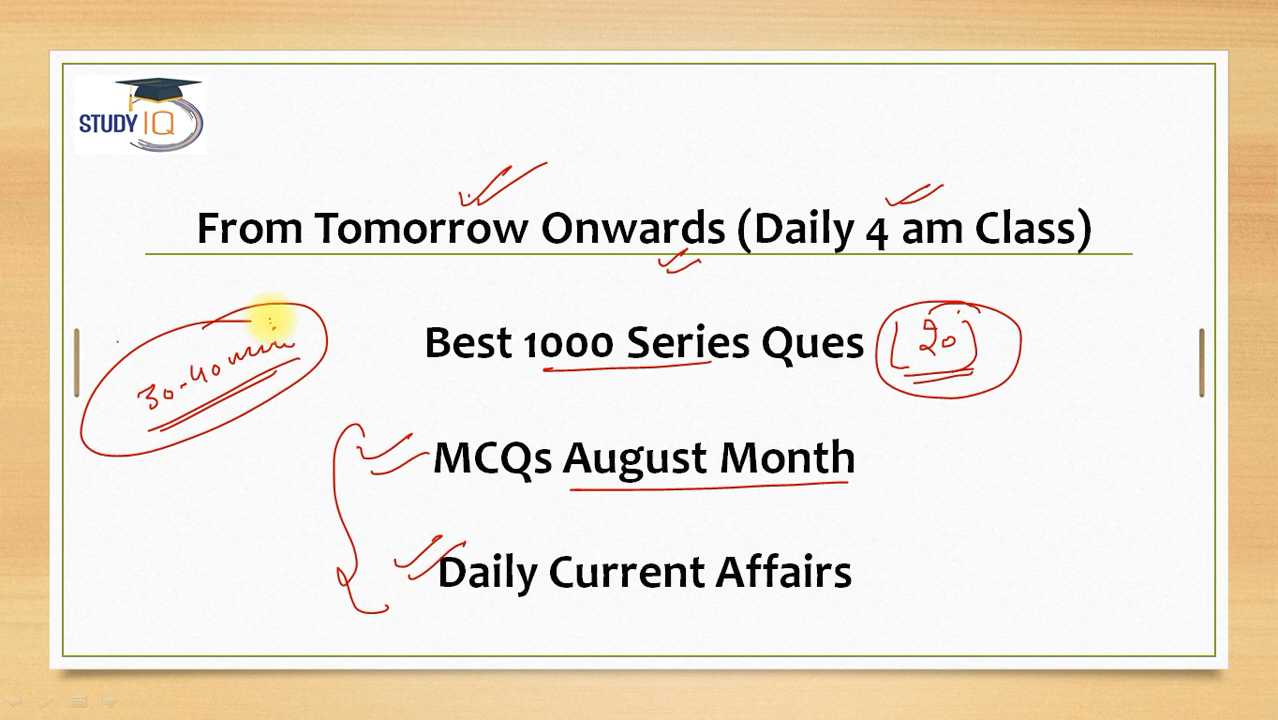 STUDY IQ
From Tomorrow Onwards (Daily 4 am Class)
Best 1000 Series Ques [20]
30-40 min
MCQs August Month
Daily Current Affairs